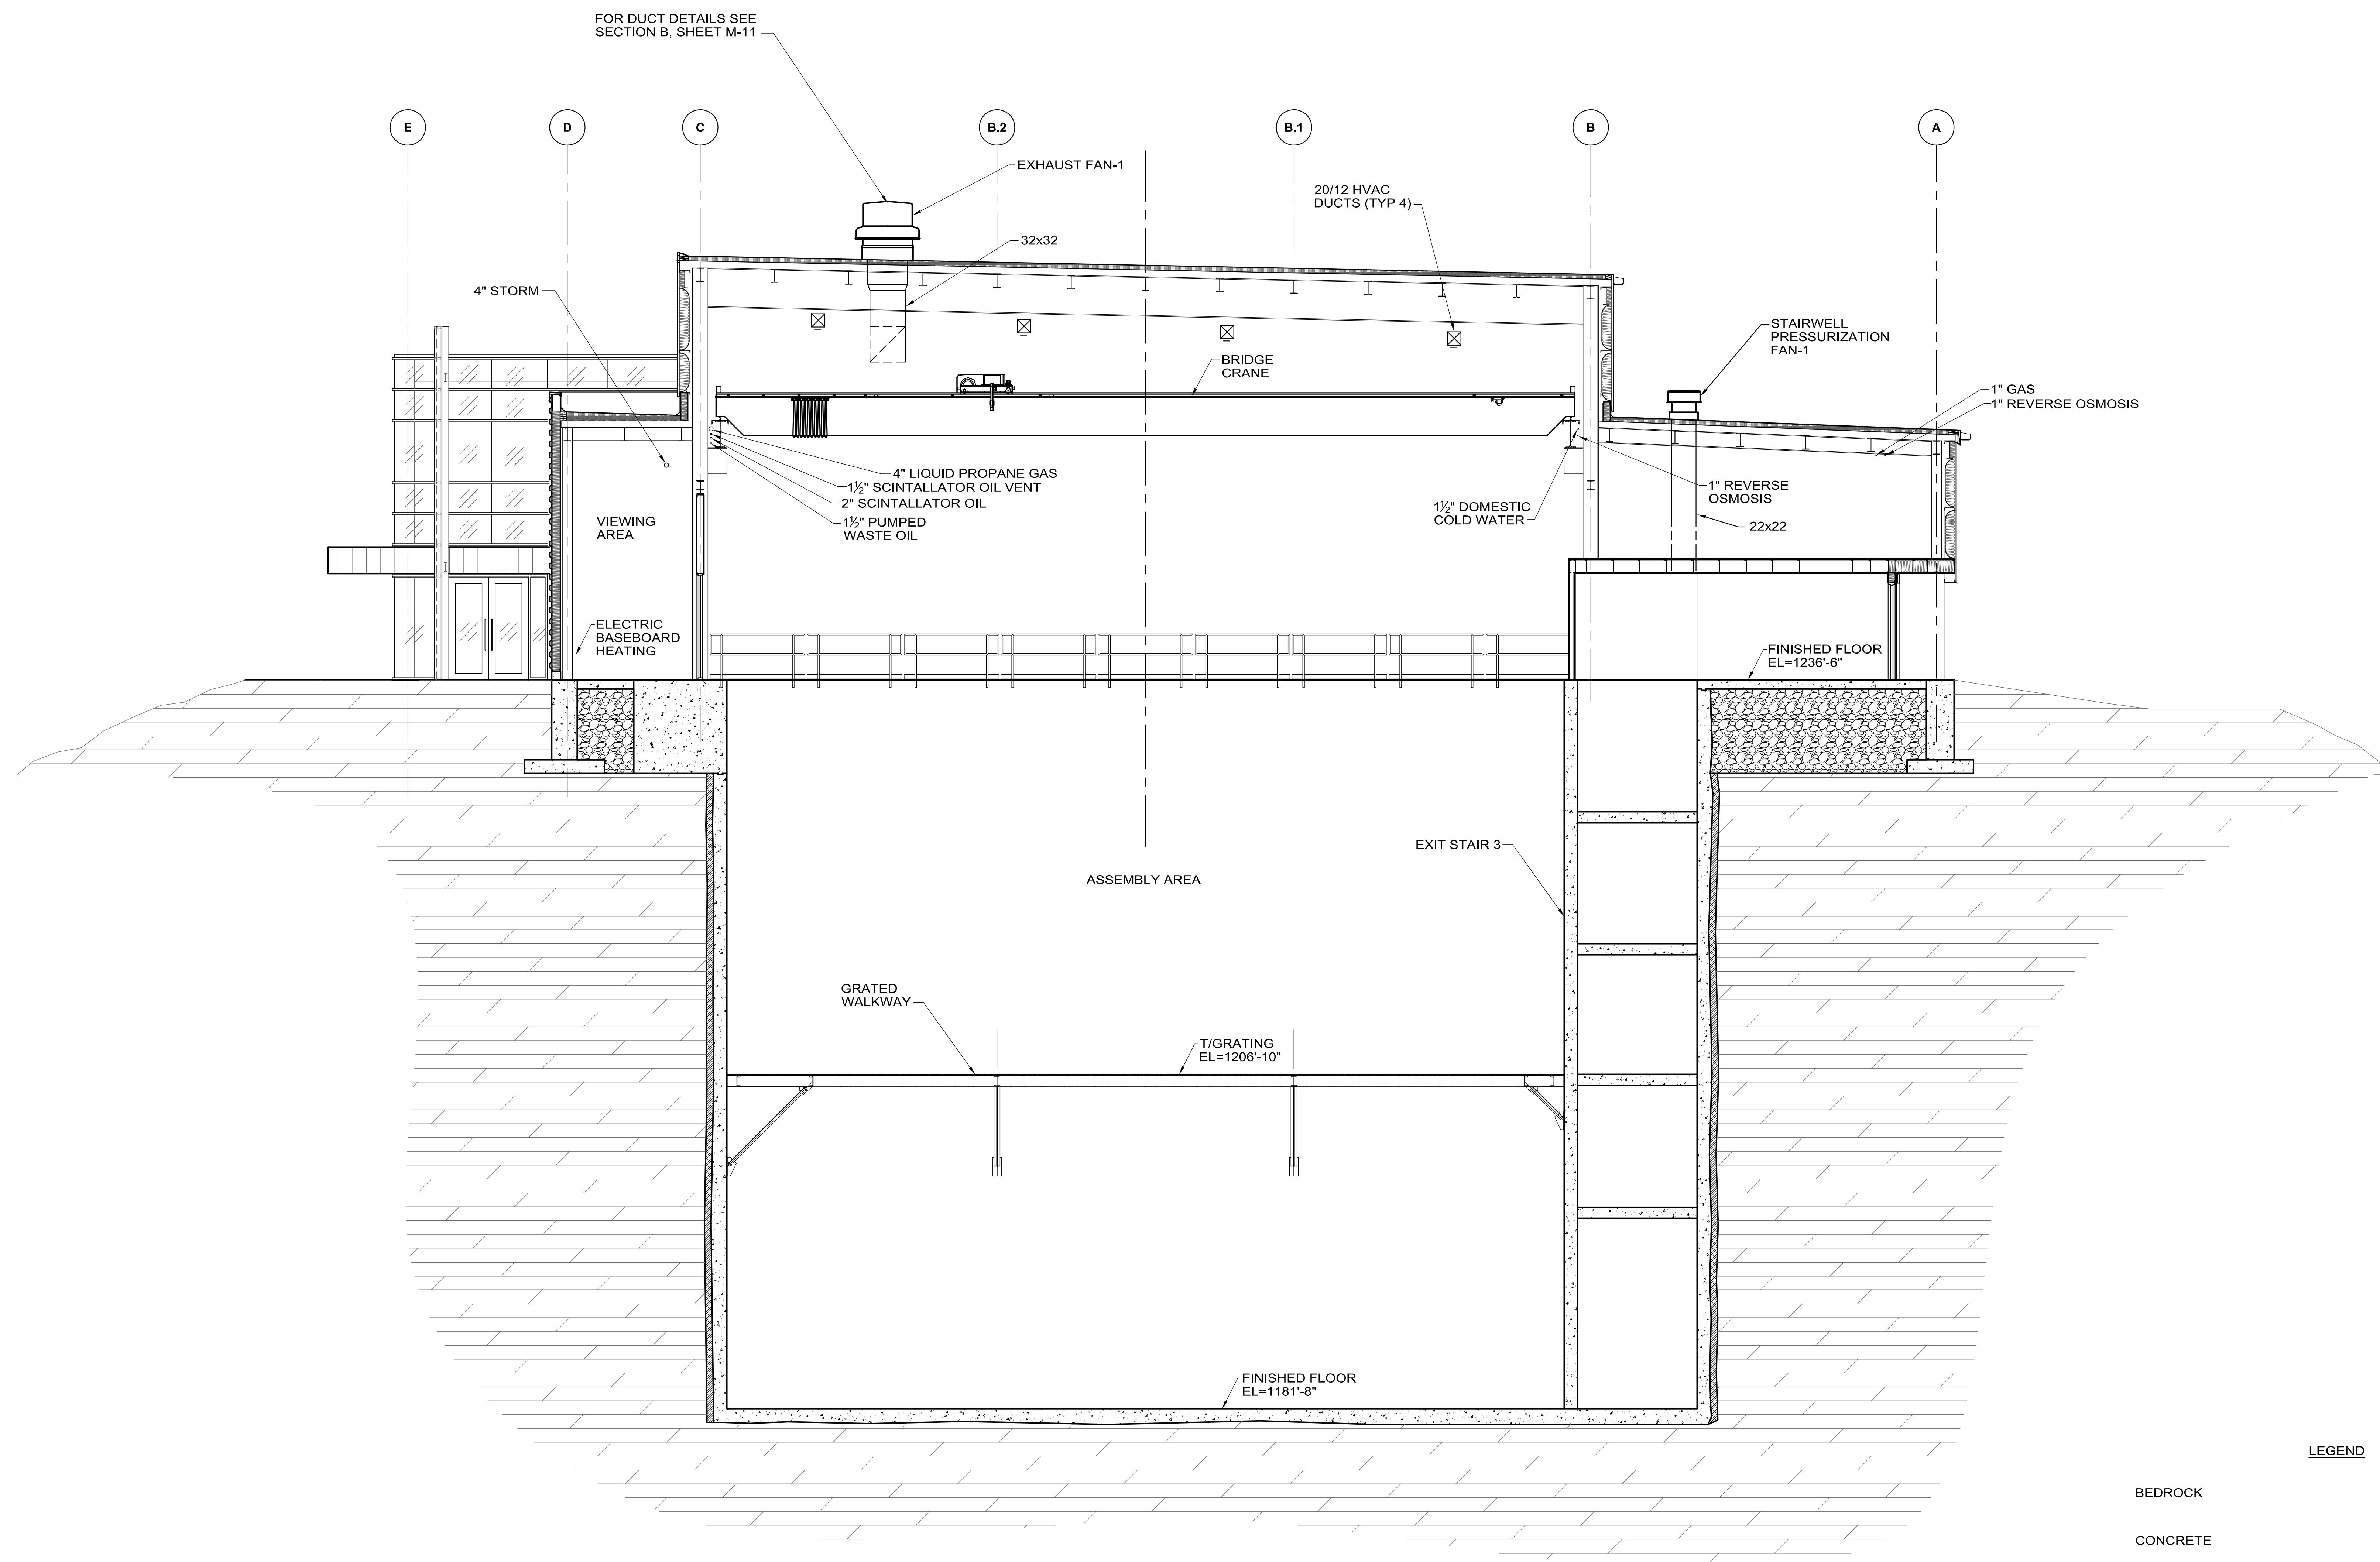 FOR DUCT DETAILS SEE
SECTION B, SHEET M-11
E
D
C
B.2
B.1
B
A
EXHAUST FAN-1
20/12 HVAC
DUCTS (TYP 4)
32x32
4" STORM
STAIRWELL
PRESSURIZATION
FAN-1
BRIDGE
CRANE
1" GAS
1" REVERSE OSMOSIS
4" LIQUID PROPANE GAS
1½" SCINTALLATOR OIL VENT
2" SCINTALLATOR OIL
1½" PUMPED
WASTE OIL
1" REVERSE
OSMOSIS
1½" DOMESTIC
COLD WATER
22x22
VIEWING
AREA
ELECTRIC
BASEBOARD
HEATING
FINISHED FLOOR
EL=1236'-6"
EXIT STAIR 3
ASSEMBLY AREA
GRATED
WALKWAY
T/GRATING
EL=1206'-10"
FINISHED FLOOR
EL=1181'-8"
LEGEND
BEDROCK
CONCRETE